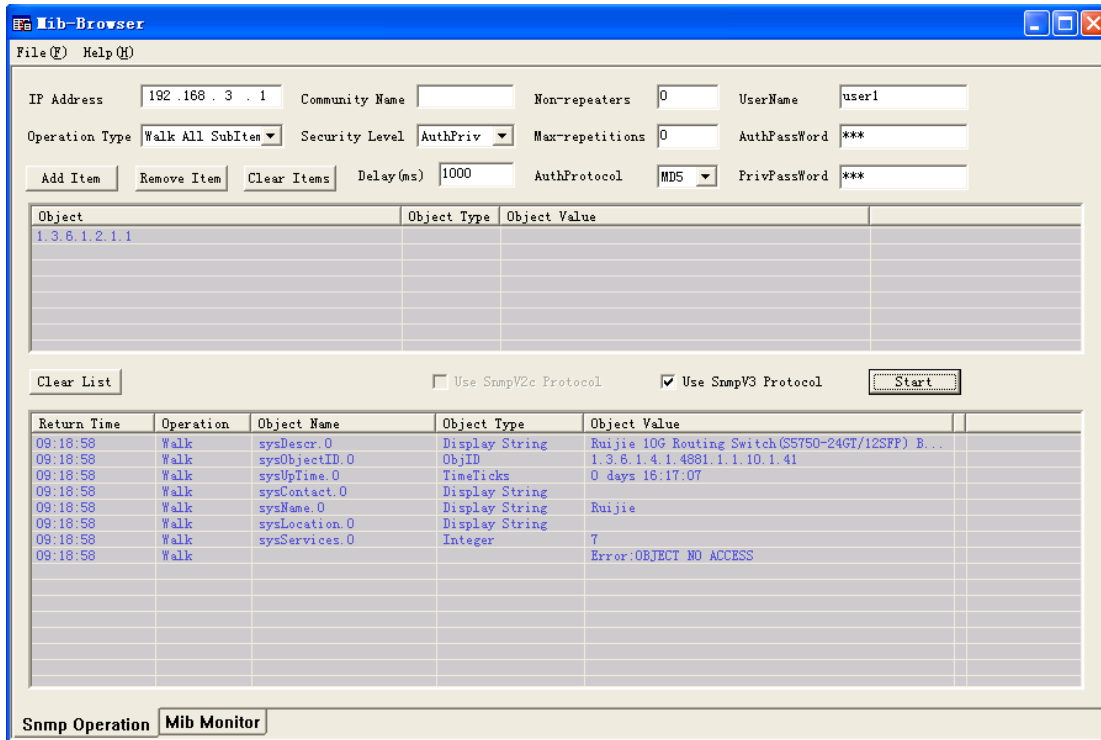 Mib-Browser
File(F) Help(H)
IP Address 192 .168 . 3 . 1 Community Name Non-repeaters 0 UserName user1
Operation Type Walk All SubItem Security Level AuthPriv Max-repetitions 0 AuthPassWord ***
Add Item Remove Item Clear Items Delay(ms) 1000 AuthProtocol MD5 PrivPassWord ***
Object Object Type Object Value
1.3.6.1.2.1.1
Clear List Use SnmpV2c Protocol Use SnmpV3 Protocol Start
Return Time Operation Object Name Object Type Object Value
09:18:58 Walk sysDescr.0 Display String Ruijie 10G Routing Switch(S5750-24GT/12SFP) B...
09:18:58 Walk sysObjectID.0 ObjID 1.3.6.1.4.1.4881.1.1.10.1.41
09:18:58 Walk sysUpTime.0 TimeTicks 0 days 16:17:07
09:18:58 Walk sysContact.0 Display String
09:18:58 Walk sysName.0 Display String Ruijie
09:18:58 Walk sysLocation.0 Display String
09:18:58 Walk sysServices.0 Integer 7
09:18:58 Walk Error:OBJECT NO ACCESS
Snmp Operation Mib Monitor